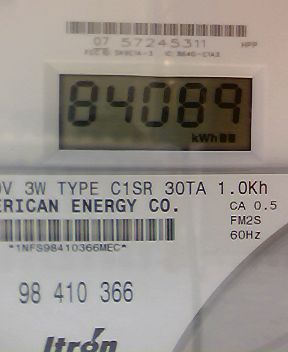 07 57245311 HPP
84089
kWh
V 3W TYPE C1SR 30TA 1.0Kh
ERICAN ENERGY CO. CA 0.5
FM2S
60Hz
*1NFS98410366MEC*
98 410 366
Itron